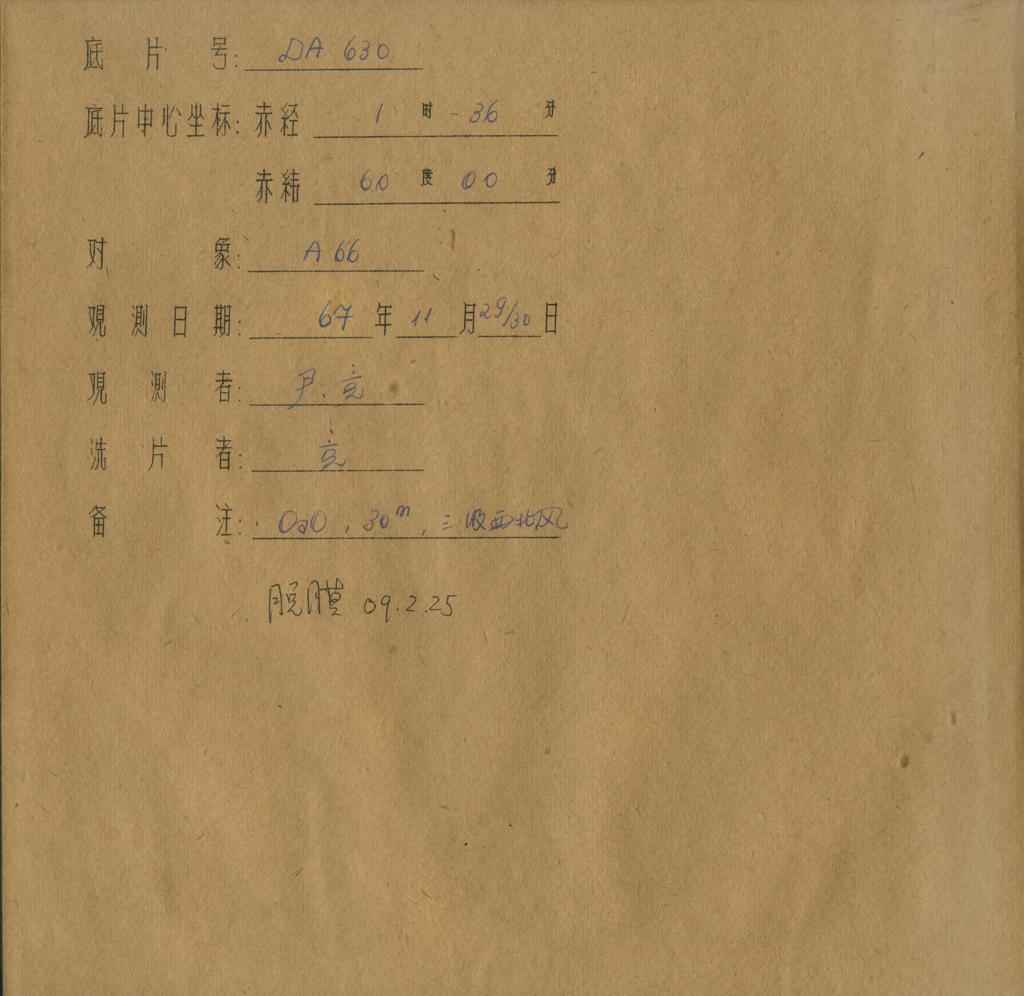 底片号: DA 630
底片中心坐标: 赤经 1 时 36 分
赤纬 60 度 00 分
对象: A 66
观测日期: 67 年 11 月 29/30 日
观测者: 尹、竞
洗片者: 竞
备注: OaO, 30m, 三级西北风
脱膜 09.2.25